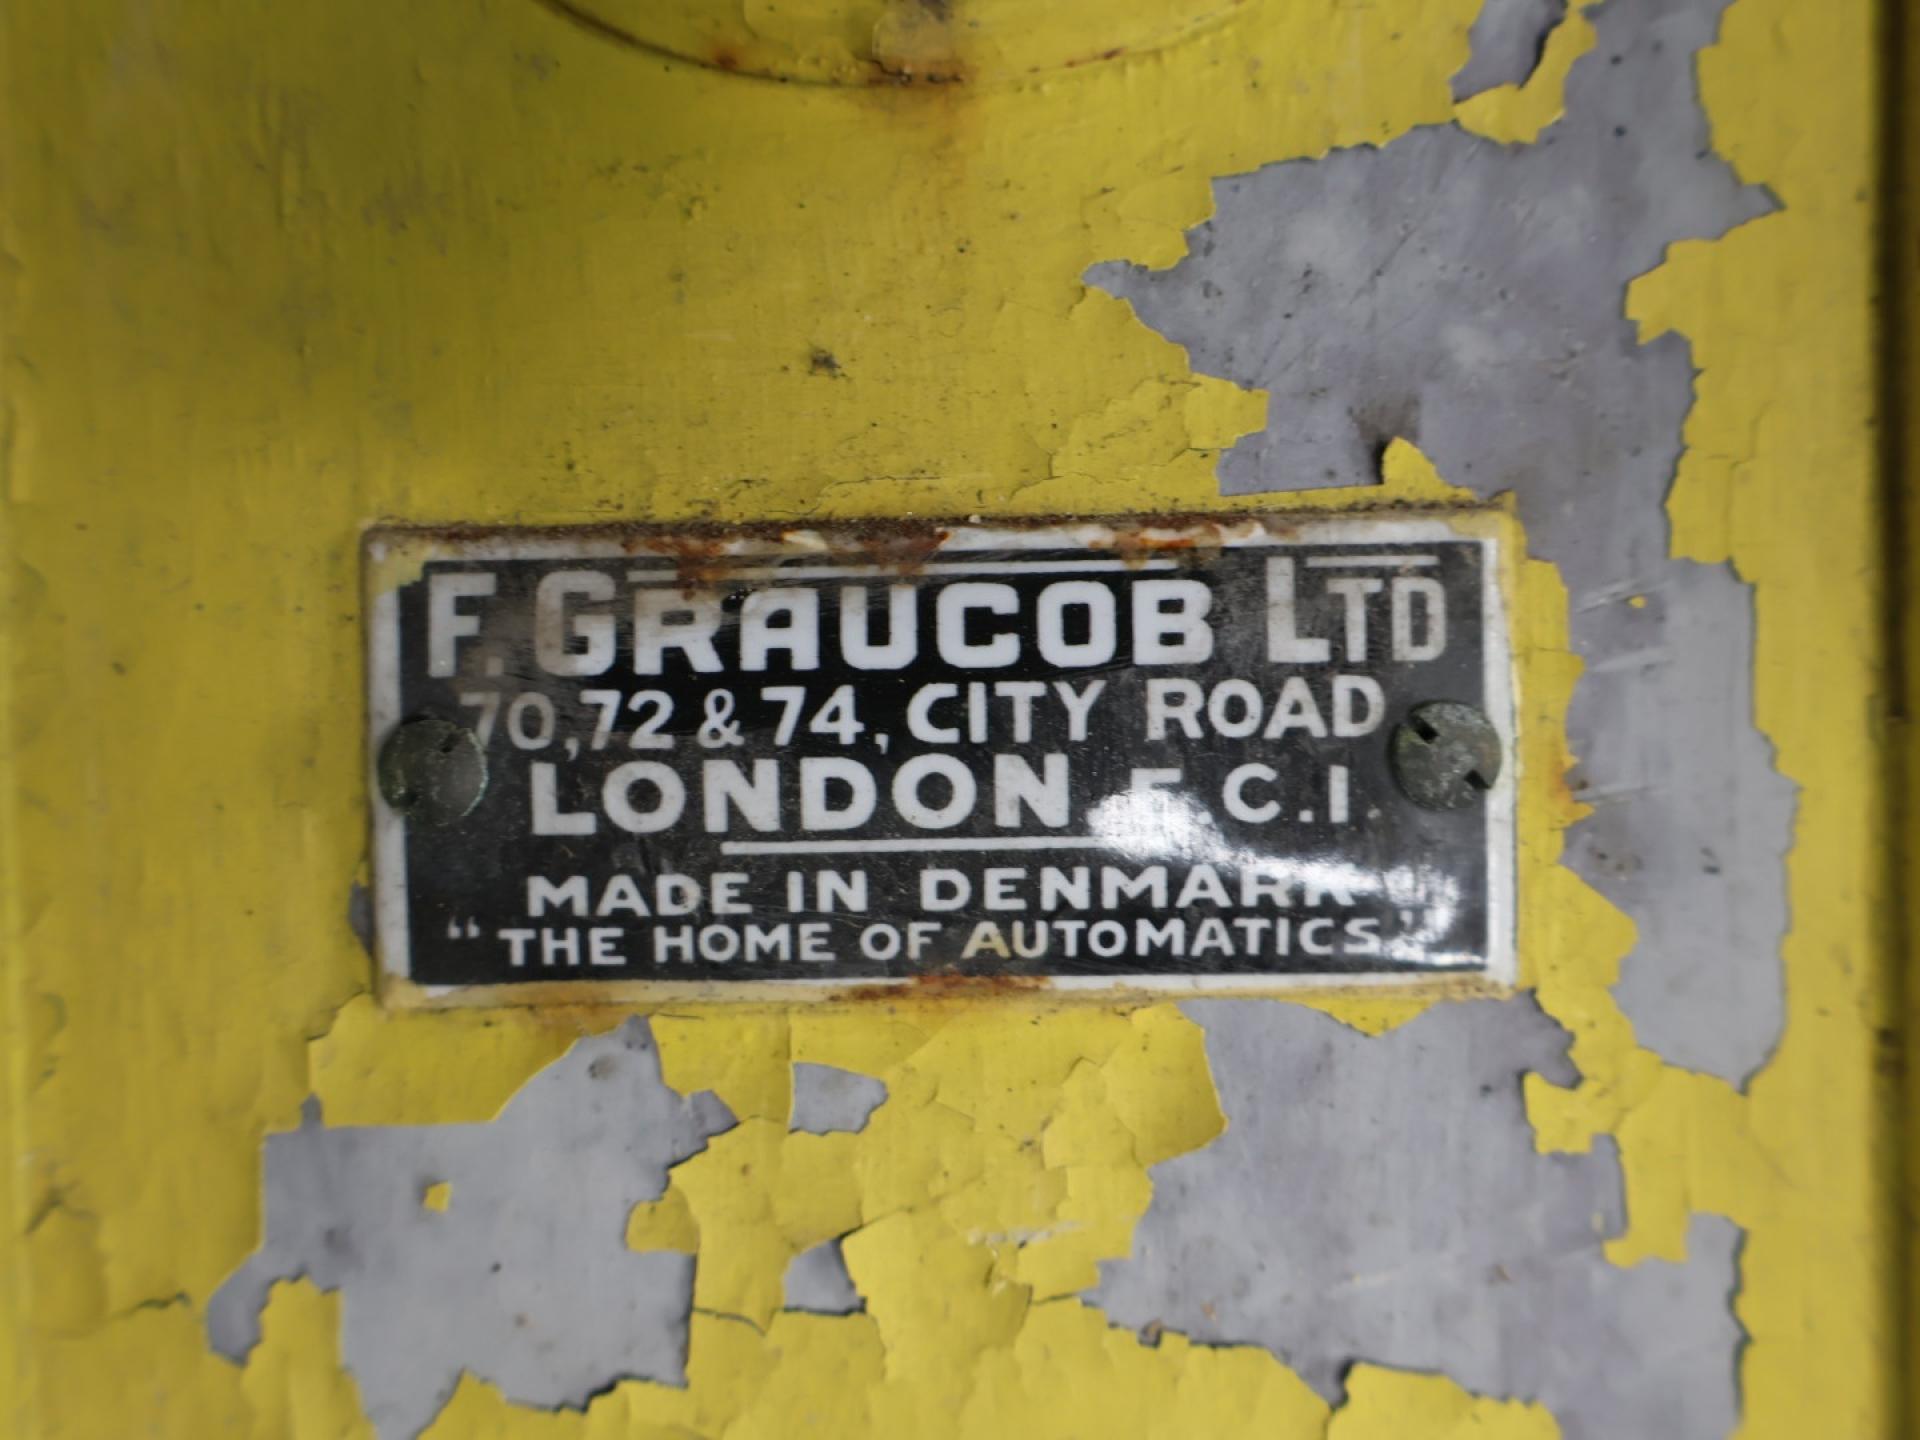 F. GRAUCOB LTD
70, 72 & 74, CITY ROAD
LONDON E.C.1.
MADE IN DENMARK
"THE HOME OF AUTOMATICS."